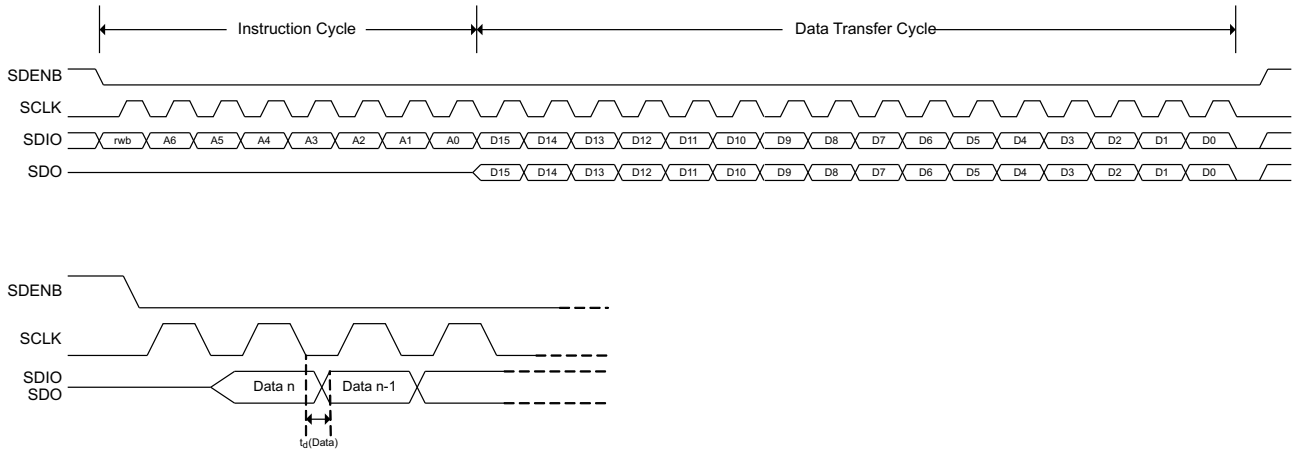 Instruction Cycle Data Transfer Cycle
SDENB
SCLK
SDIO rwb A6 A5 A4 A3 A2 A1 A0 D15 D14 D13 D12 D11 D10 D9 D8 D7 D6 D5 D4 D3 D2 D1 D0
SDO D15 D14 D13 D12 D11 D10 D9 D8 D7 D6 D5 D4 D3 D2 D1 D0
SDENB
SCLK
SDIO
SDO Data n Data n-1
td(Data)